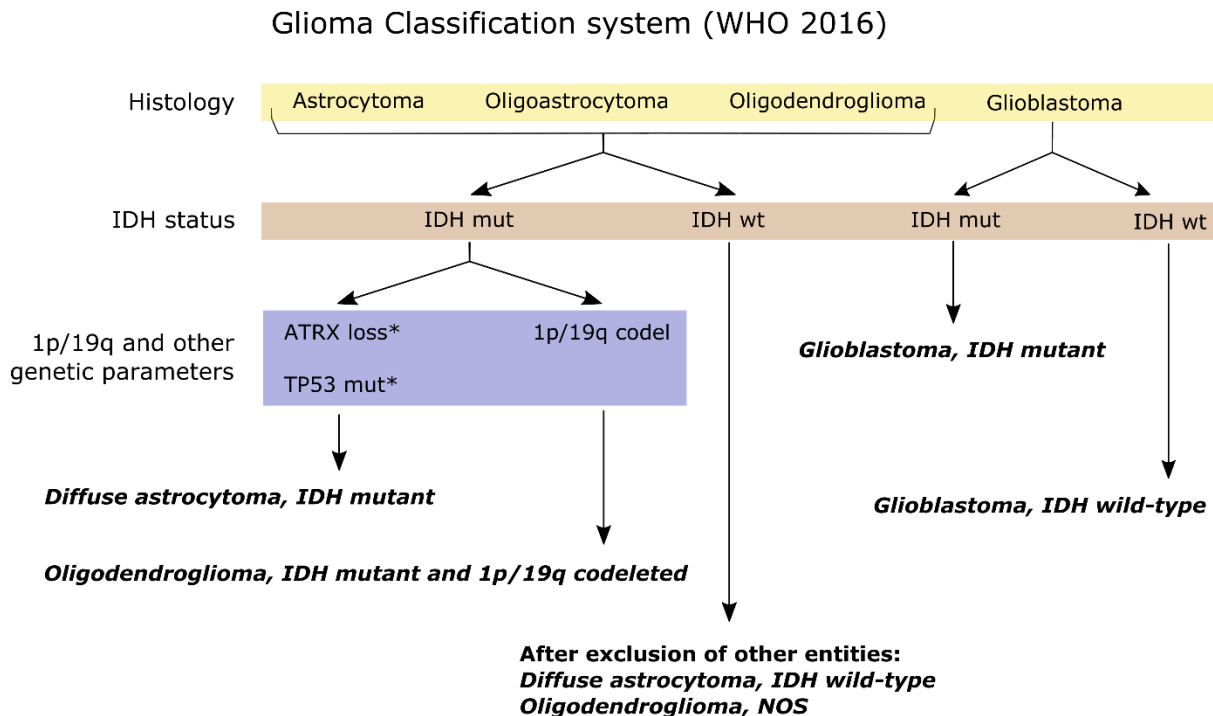 Glioma Classification system (WHO 2016)
Histology
Astrocytoma Oligoastrocytoma Oligodendroglioma Glioblastoma
IDH status
IDH mut IDH wt IDH mut IDH wt
1p/19q and other
genetic parameters
ATRX loss* 1p/19q codel
TP53 mut*
Glioblastoma, IDH mutant
Diffuse astrocytoma, IDH mutant
Glioblastoma, IDH wild-type
Oligodendroglioma, IDH mutant and 1p/19q codeleted
After exclusion of other entities:
Diffuse astrocytoma, IDH wild-type
Oligodendroglioma, NOS